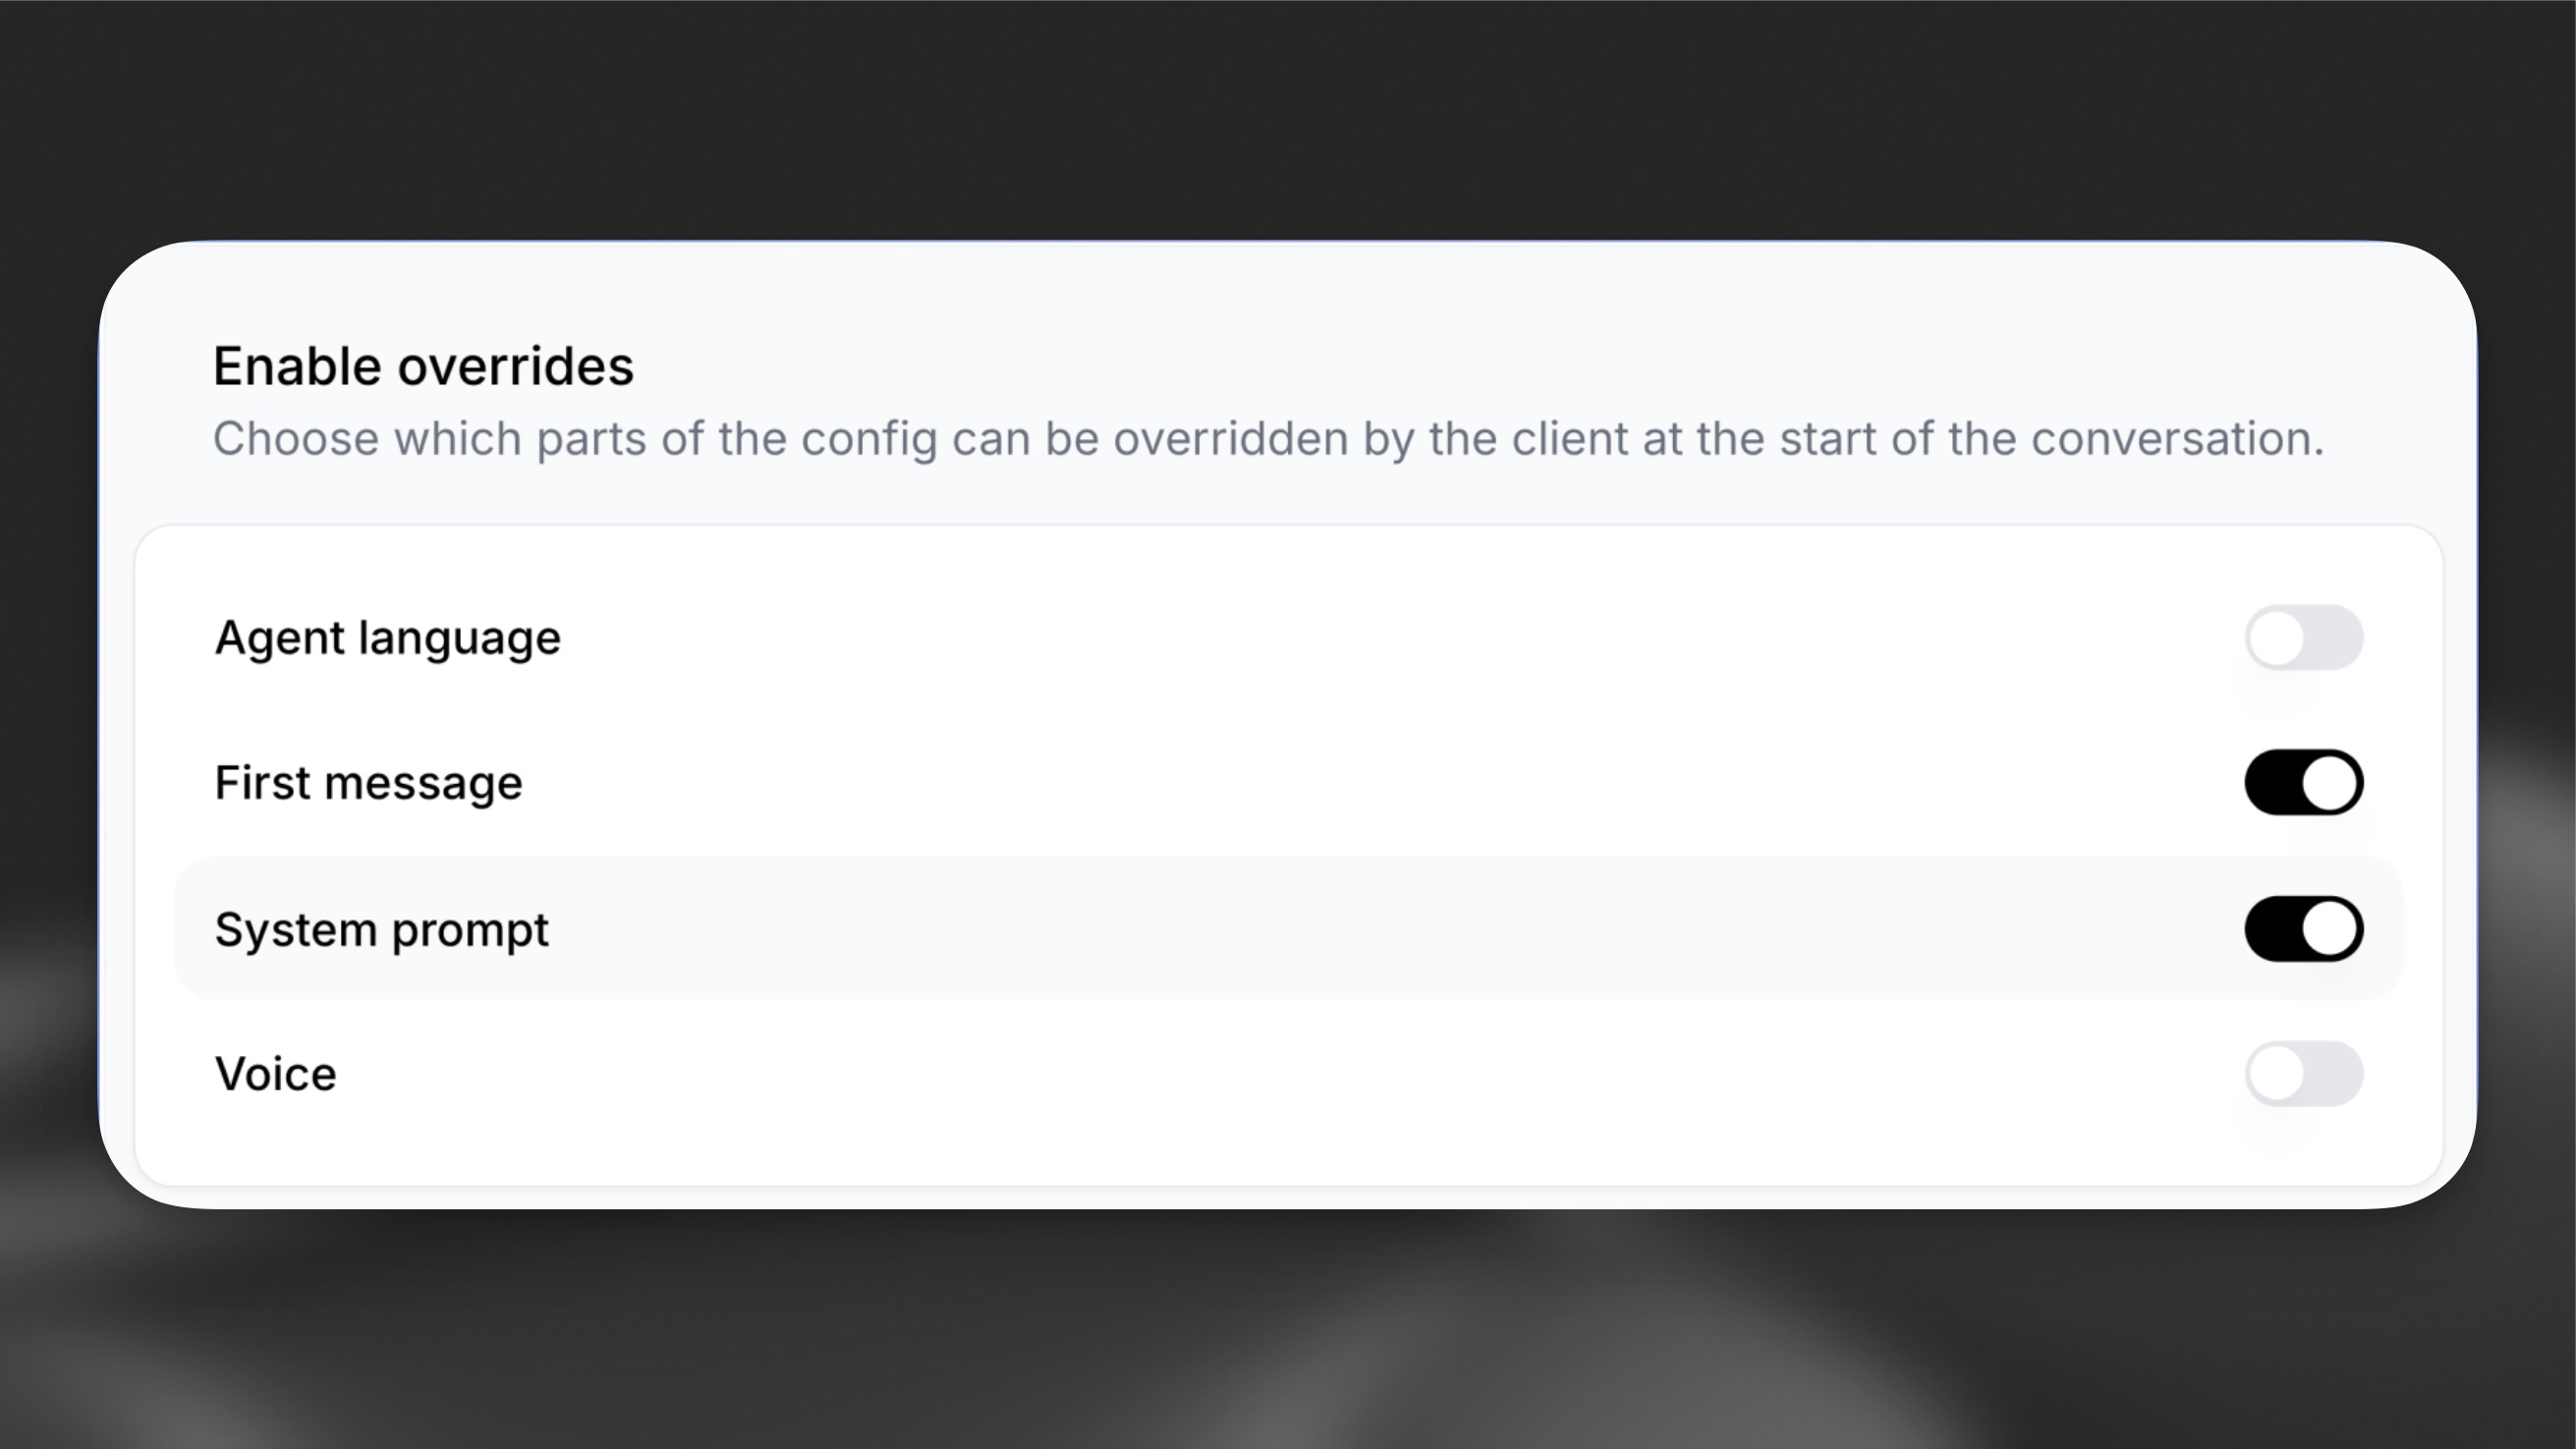 Enable overrides
Choose which parts of the config can be overridden by the client at the start of the conversation.
Agent language
First message
System prompt
Voice